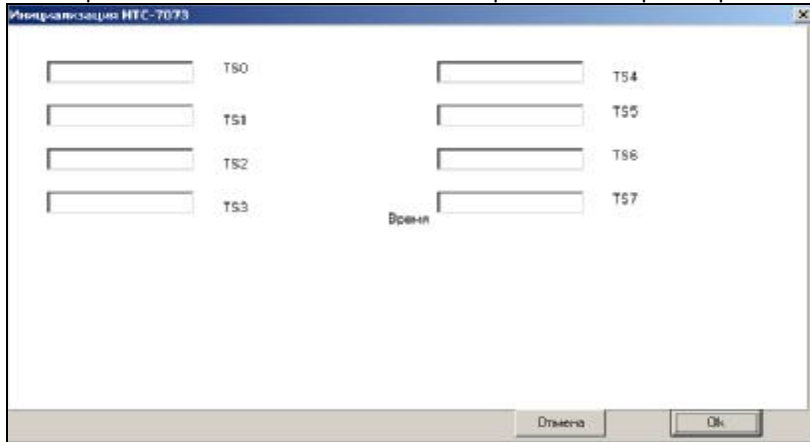 Инициализация НТС-7073
TS0
TS4
TS1
TS5
TS2
TS6
TS3
TS7
Время
Отмена
Ok